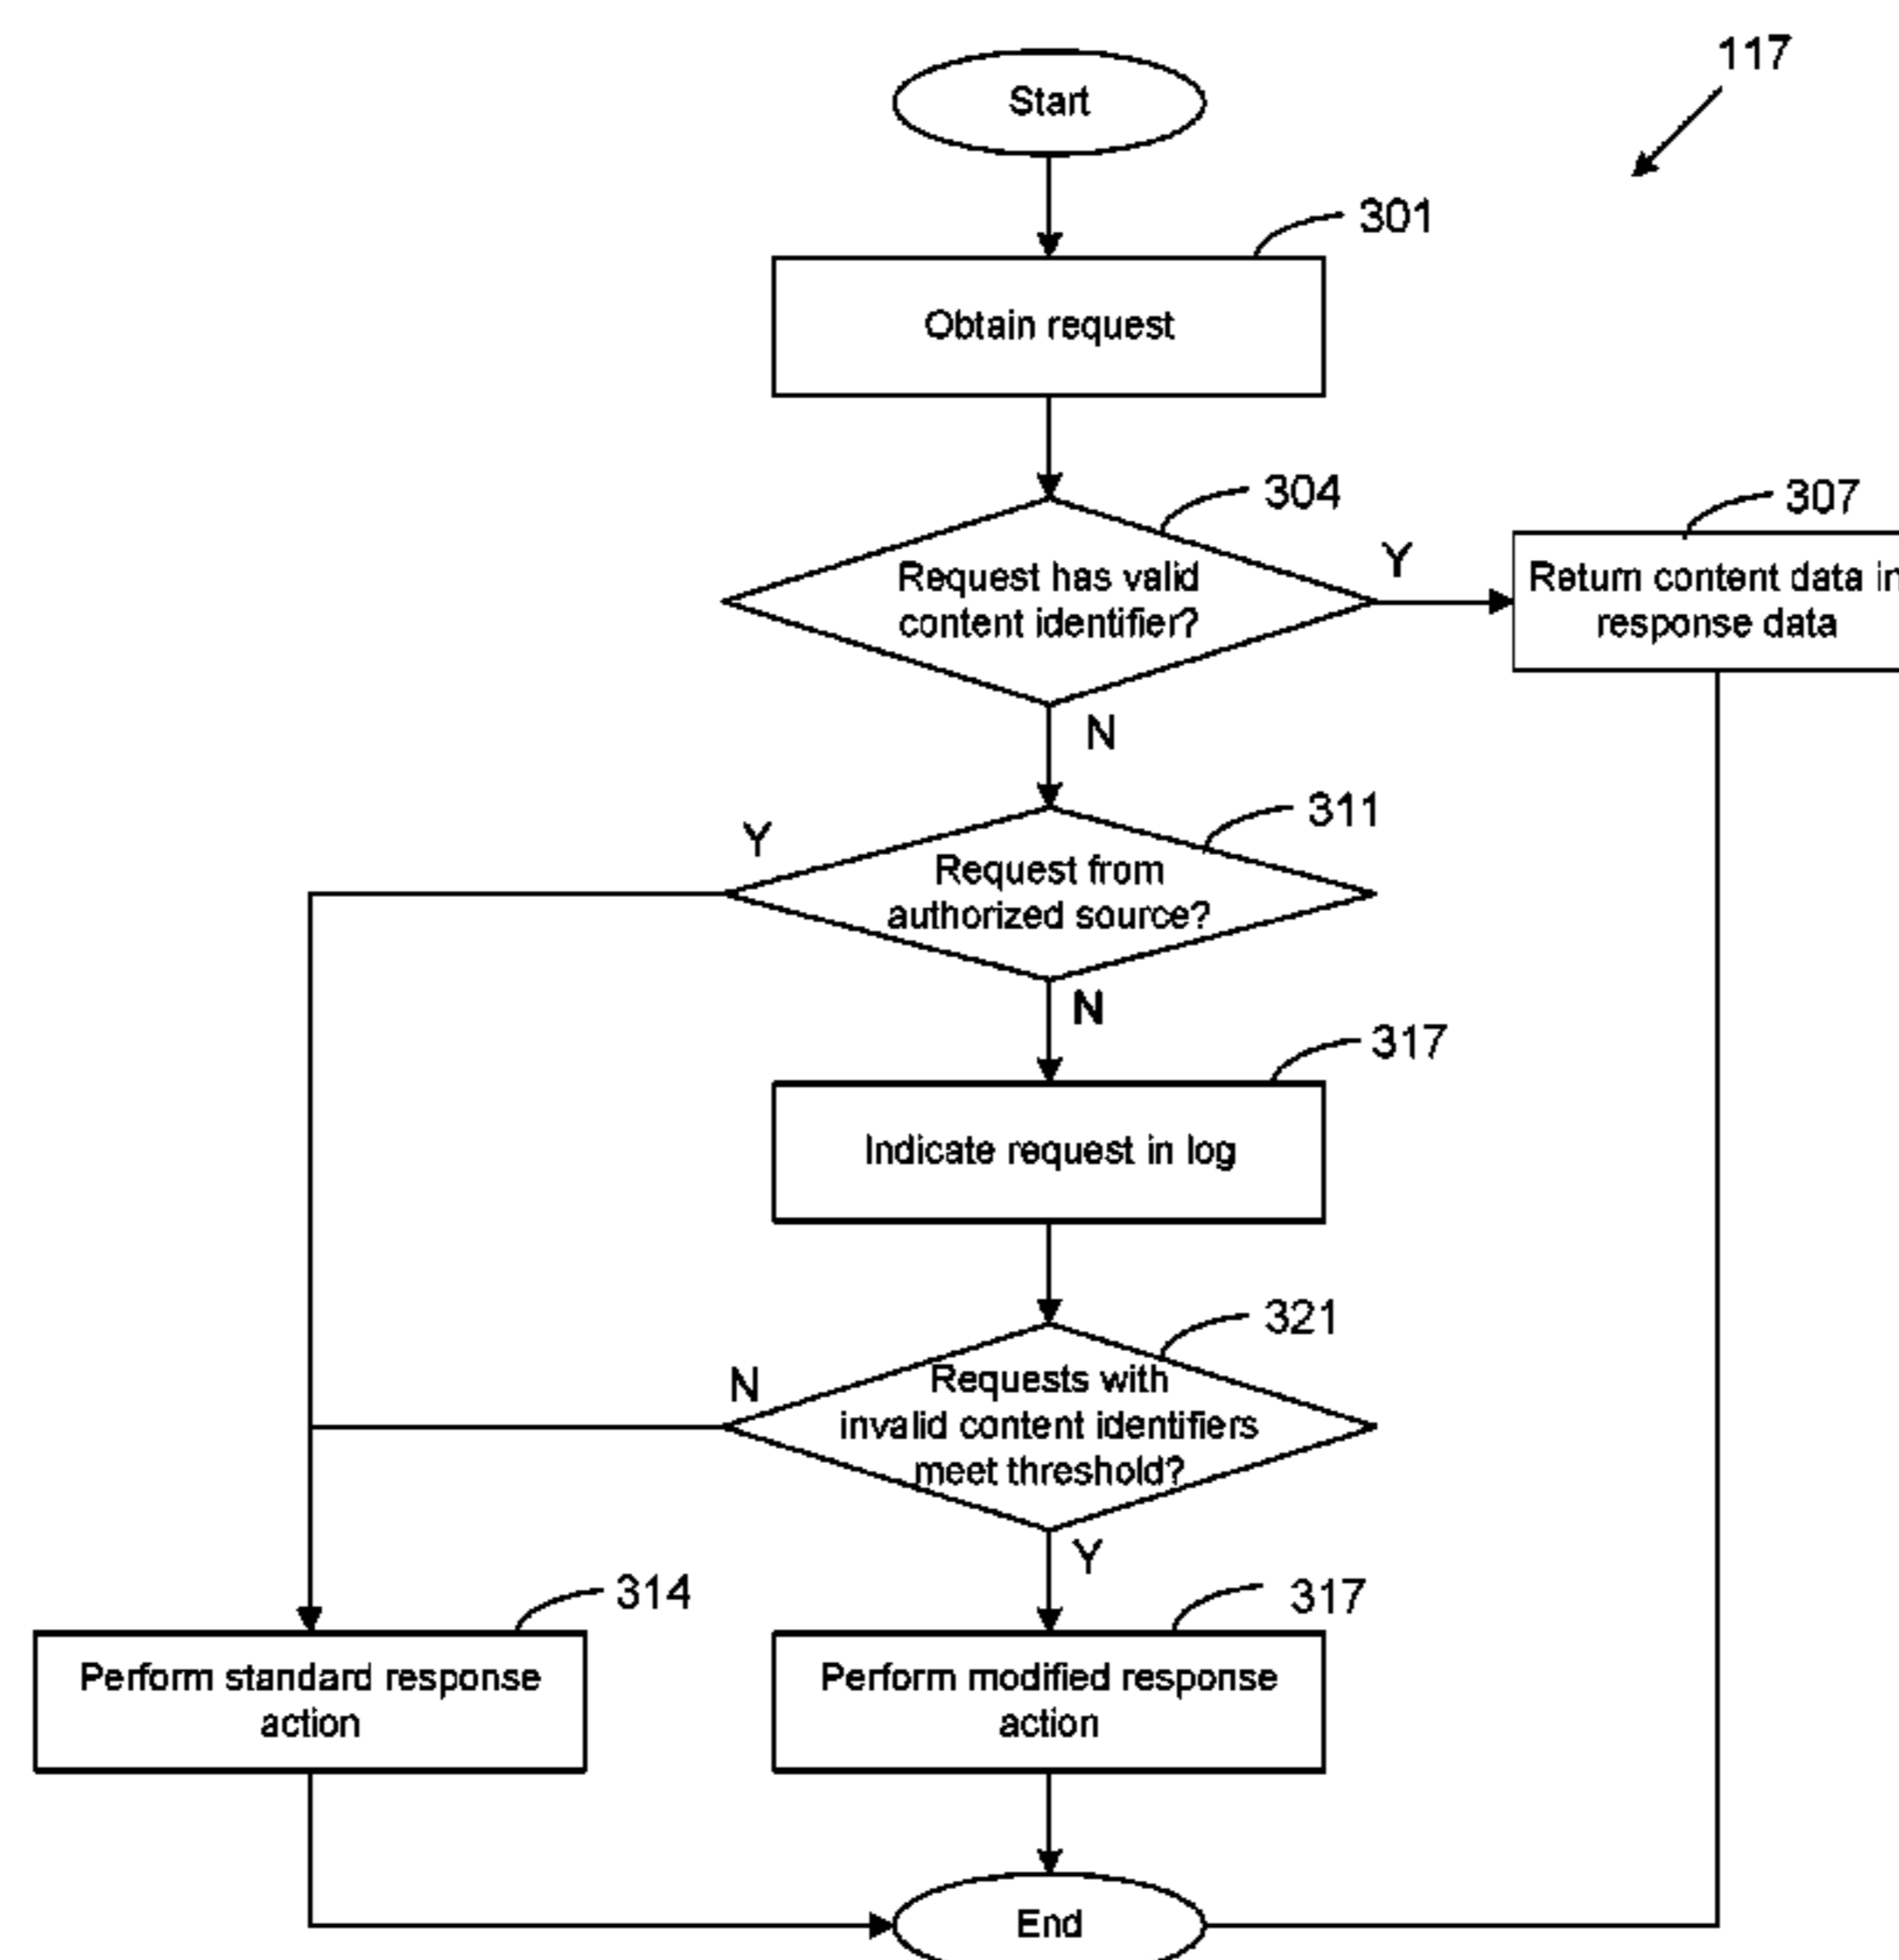 117
Start
301
Obtain request
304
Request has valid
content identifier?
Y
307
Return content data in
response data
N
311
Y
Request from
authorized source?
N
317
Indicate request in log
321
N
Requests with
invalid content identifiers
meet threshold?
Y
314
Perform standard response
action
317
Perform modified response
action
End